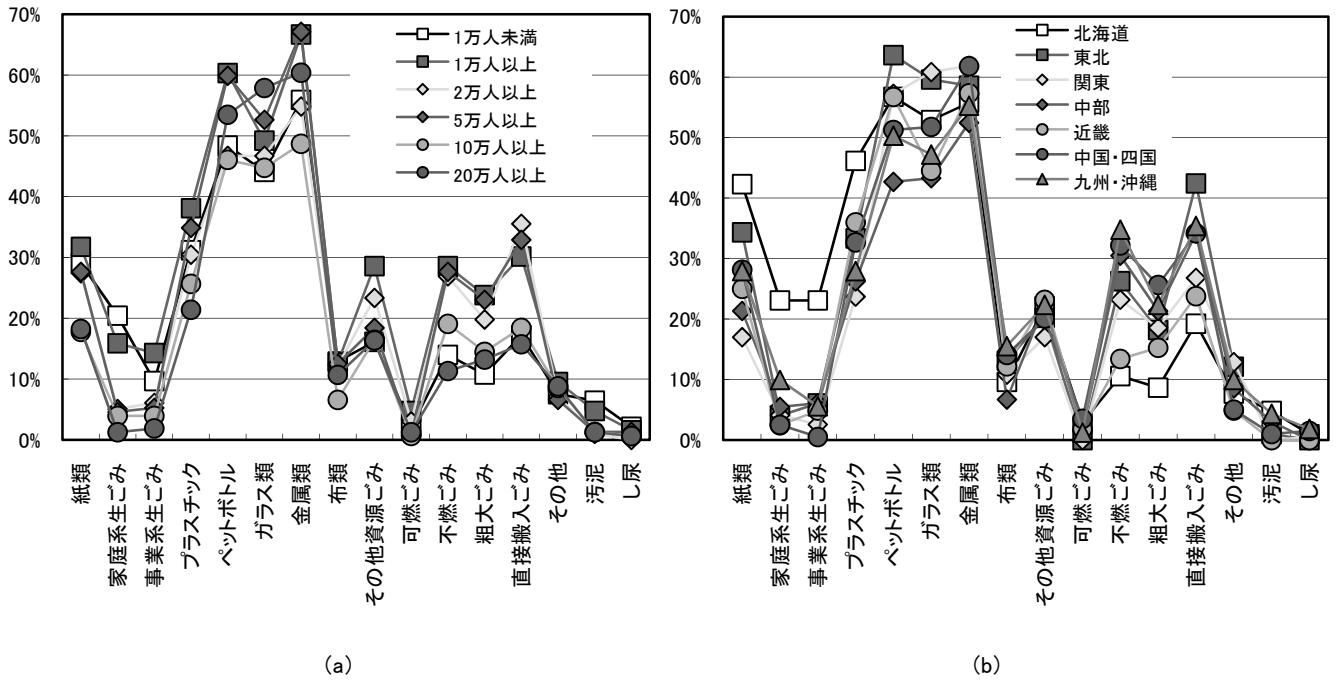 70%
60%
50%
40%
30%
20%
10%
0%
1万人未満
1万人以上
2万人以上
5万人以上
10万人以上
20万人以上
紙類
家庭系生ごみ
事業系生ごみ
プラスチック
ペットボトル
ガラス類
金属類
布類
その他資源ごみ
可燃ごみ
不燃ごみ
粗大ごみ
直接搬入ごみ
その他
汚泥
し尿
(a)
70%
60%
50%
40%
30%
20%
10%
0%
北海道
東北
関東
中部
近畿
中国・四国
九州・沖縄
紙類
家庭系生ごみ
事業系生ごみ
プラスチック
ペットボトル
ガラス類
金属類
布類
その他資源ごみ
可燃ごみ
不燃ごみ
粗大ごみ
直接搬入ごみ
その他
汚泥
し尿
(b)